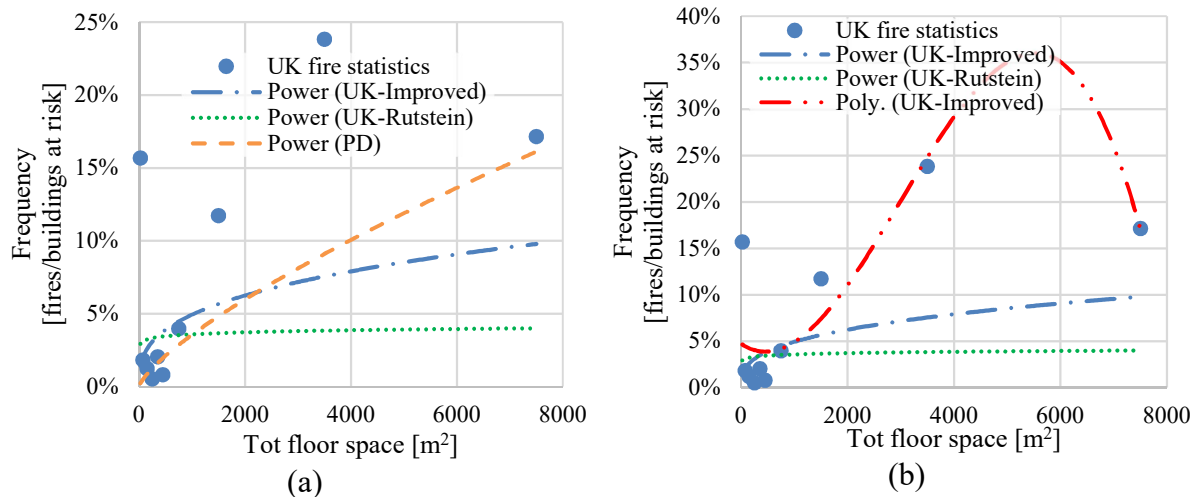 (a)
25%
20%
15%
10%
5%
0%
Frequency
[fires/buildings at risk]
UK fire statistics
Power (UK-Improved)
Power (UK-Rutstein)
Power (PD)
0
2000
4000
6000
8000
Tot floor space [m²]
(a)
(b)
40%
35%
30%
25%
20%
15%
10%
5%
0%
Frequency
[fires/buildings at risk]
UK fire statistics
Power (UK-Improved)
Power (UK-Rutstein)
Poly. (UK-Improved)
0
2000
4000
6000
8000
Tot floor space [m²]
(b)